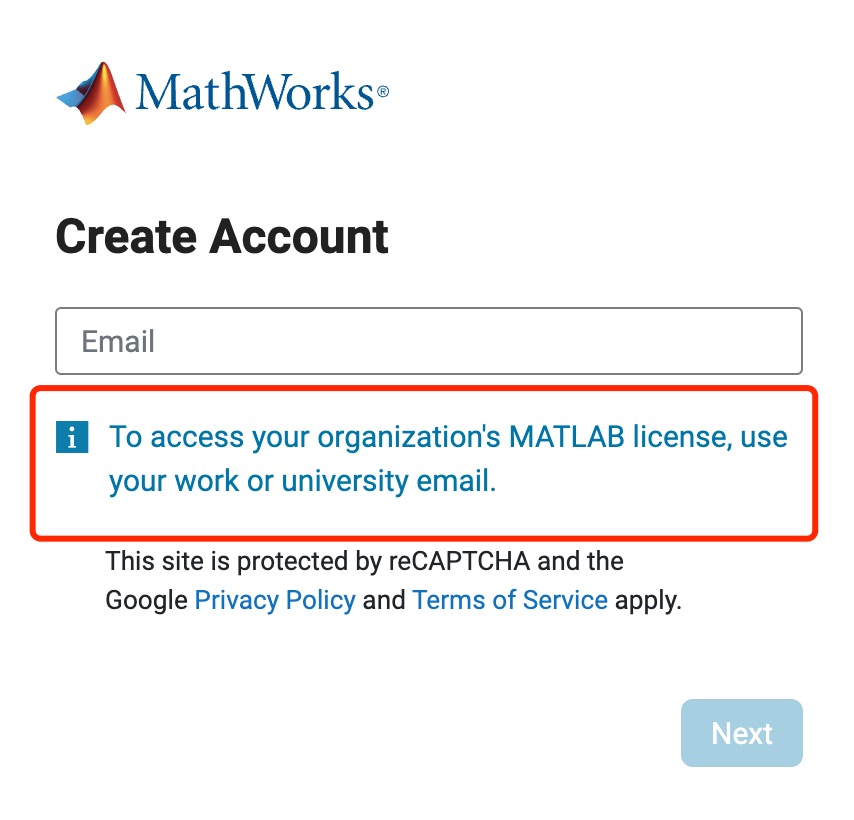 MathWorks®
Create Account
Email
i To access your organization's MATLAB license, use
your work or university email.
This site is protected by reCAPTCHA and the
Google Privacy Policy and Terms of Service apply.
Next